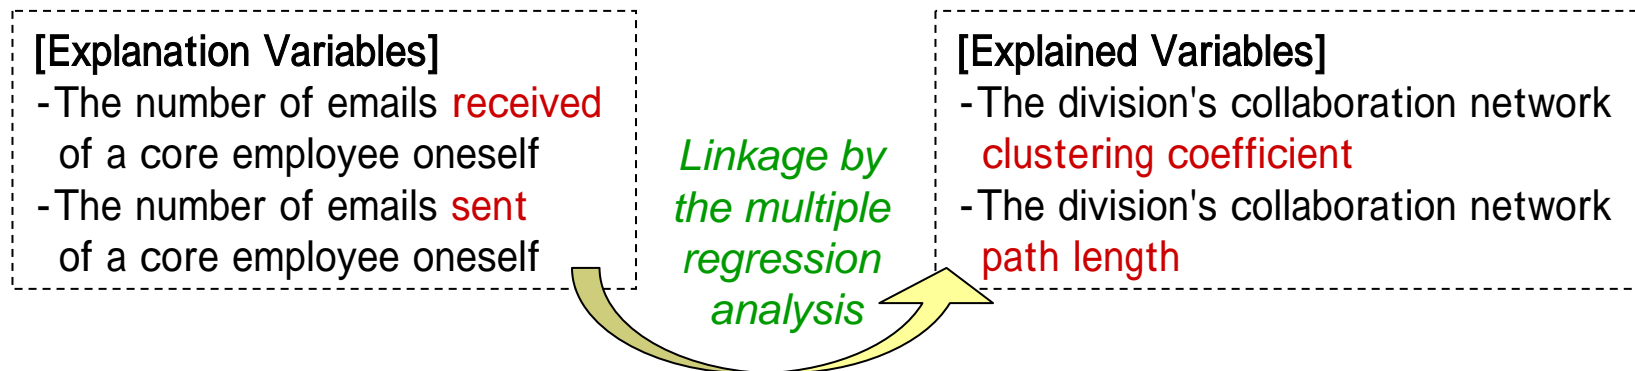 [Explanation Variables]
-The number of emails received
of a core employee oneself
-The number of emails sent
of a core employee oneself
Linkage by
the multiple
regression
analysis
[Explained Variables]
-The division's collaboration network
clustering coefficient
-The division's collaboration network
path length